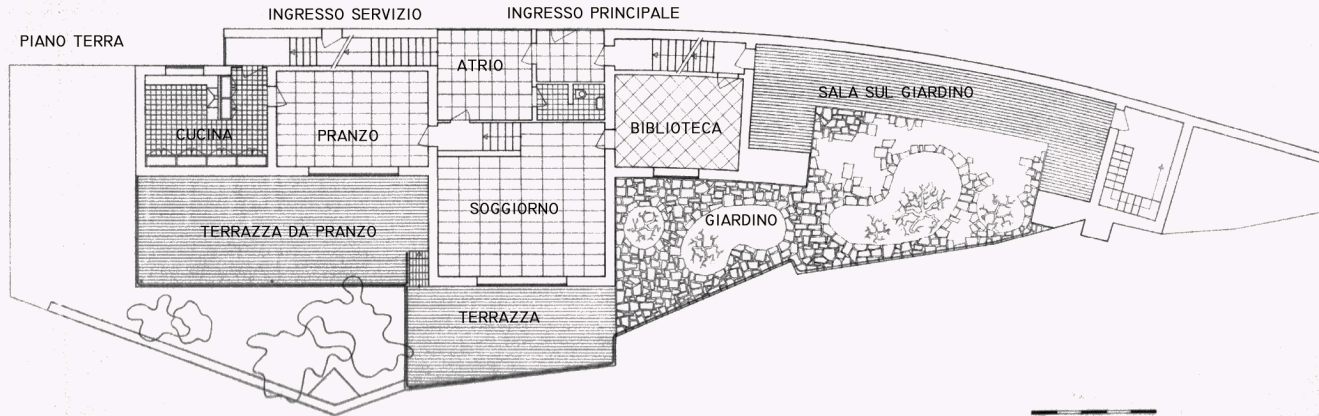 INGRESSO SERVIZIO
INGRESSO PRINCIPALE
PIANO TERRA
ATRIO
SALA SUL GIARDINO
CUCINA
PRANZO
BIBLIOTECA
SOGGIORNO
GIARDINO
TERRAZZA DA PRANZO
TERRAZZA